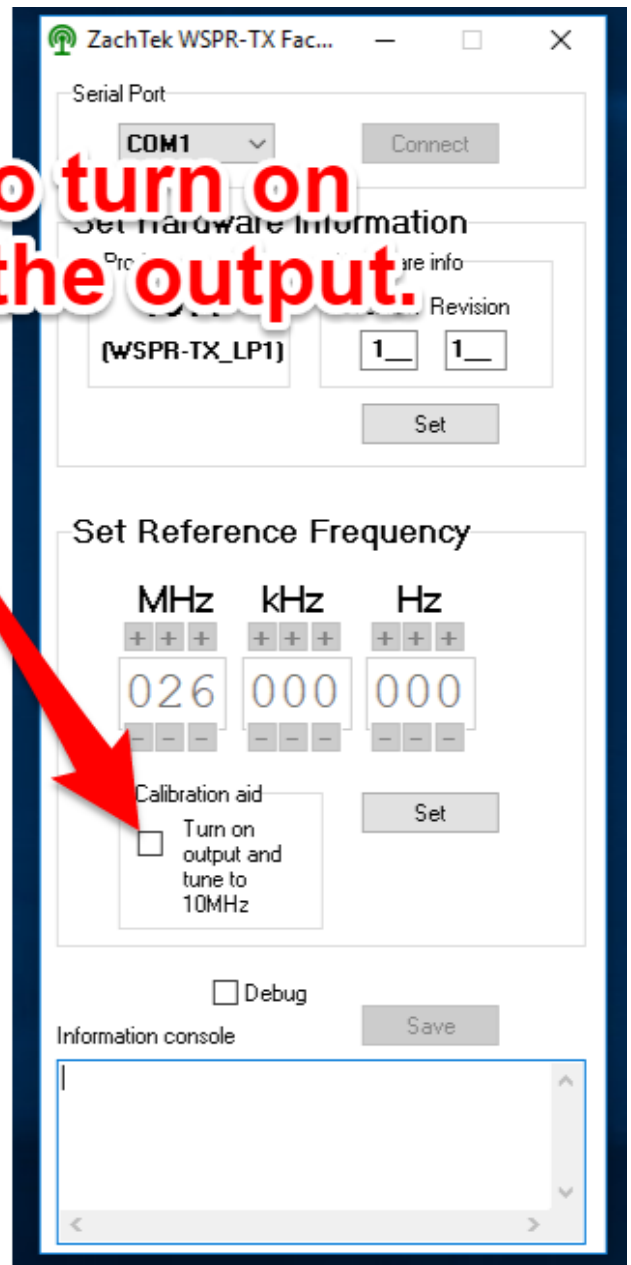 ZachTek WSPR-TX Fac...
Serial Port
COM1
Connect
o turn on
Set Hardware Information
the output.
info
Revision
(WSPR-TX_LP1)
1__ 1__
Set
Set Reference Frequency
MHz kHz Hz
+ + + + + + + + +
026 000 000
- - - - - - - - -
Calibration aid
Turn on
output and
tune to
10MHz
Set
Debug
Save
Information console